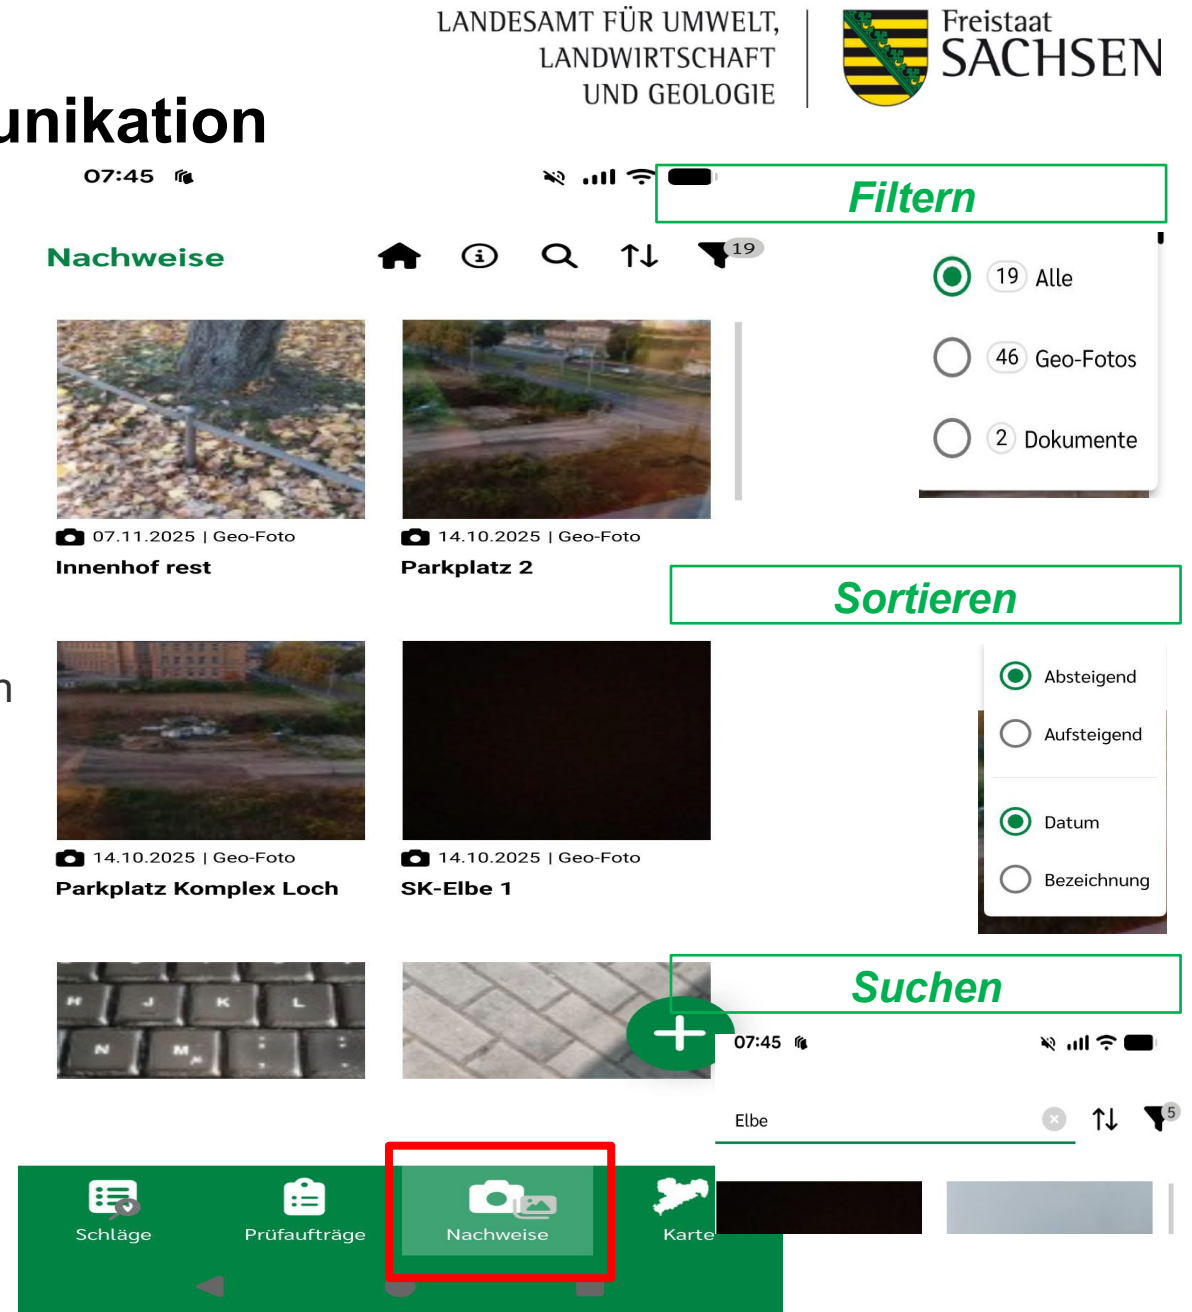 LANDESAMT FÜR UMWELT,
LANDWIRTSCHAFT
UND GEOLOGIE
Freistaat
SACHSEN
unikation
07:45
Filtern
Nachweise
19
19 Alle
46 Geo-Fotos
2 Dokumente
07.11.2025 | Geo-Foto
Innenhof rest
14.10.2025 | Geo-Foto
Parkplatz 2
Sortieren
n
Absteigend
Aufsteigend
Datum
Bezeichnung
14.10.2025 | Geo-Foto
Parkplatz Komplex Loch
14.10.2025 | Geo-Foto
SK-Elbe 1
Suchen
H J K L
N M
07:45
Elbe
5
Schläge
Prüfaufträge
Nachweise
Karte